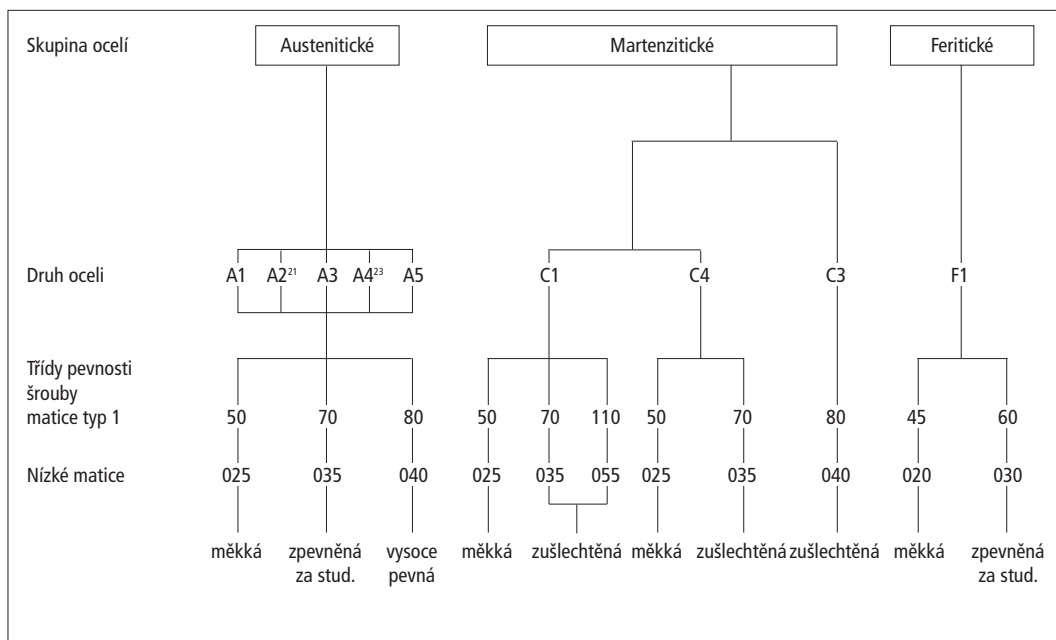 Skupina ocelí Austenitické Martenzitické Feritické
Druh oceli A1 A2²¹ A3 A4²³ A5 C1 C4 C3 F1
Třídy pevnosti
šrouby
matice typ 1 50 70 80 50 70 110 50 70 80 45 60
Nízké matice 025 035 040 025 035 055 025 035 040 020 030
měkká zpevněná vysoce měkká zušlechtěná měkká zušlechtěná zušlechtěná měkká zpevněná
za stud. pevná za stud.